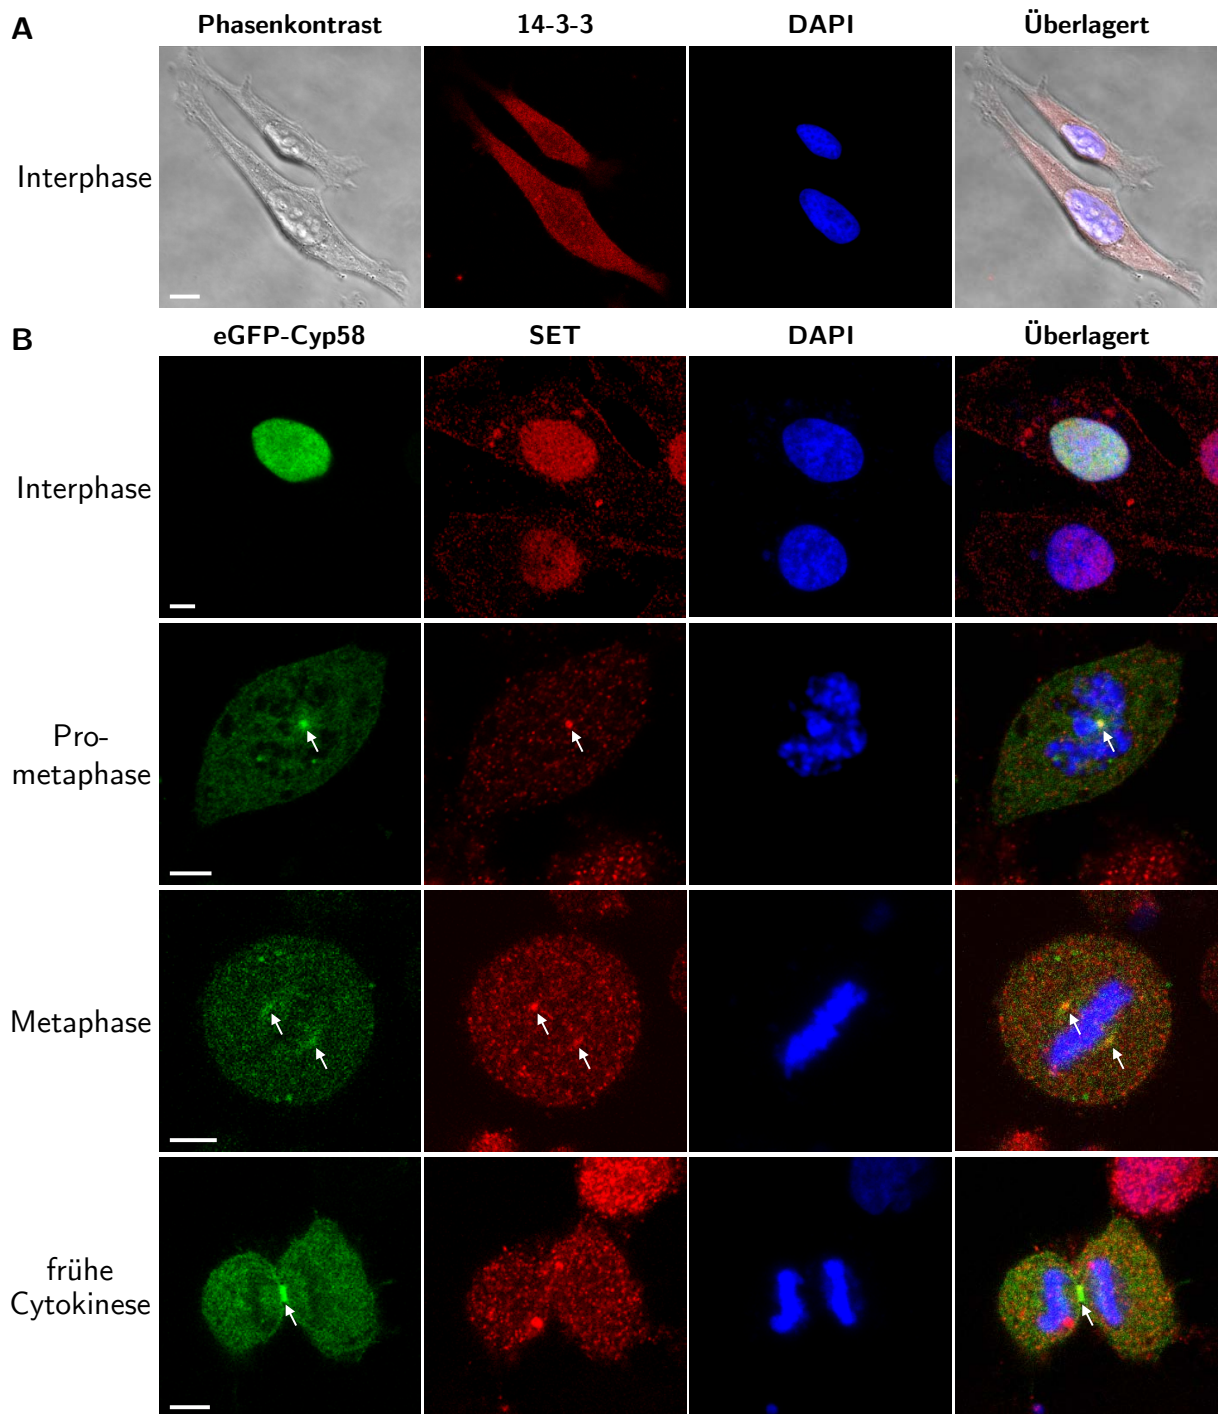 A Phasenkontrast 14-3-3 DAPI Überlagert
Interphase
B eGFP-Cyp58 SET DAPI Überlagert
Interphase
Pro-
metaphase
Metaphase
frühe
Cytokinese